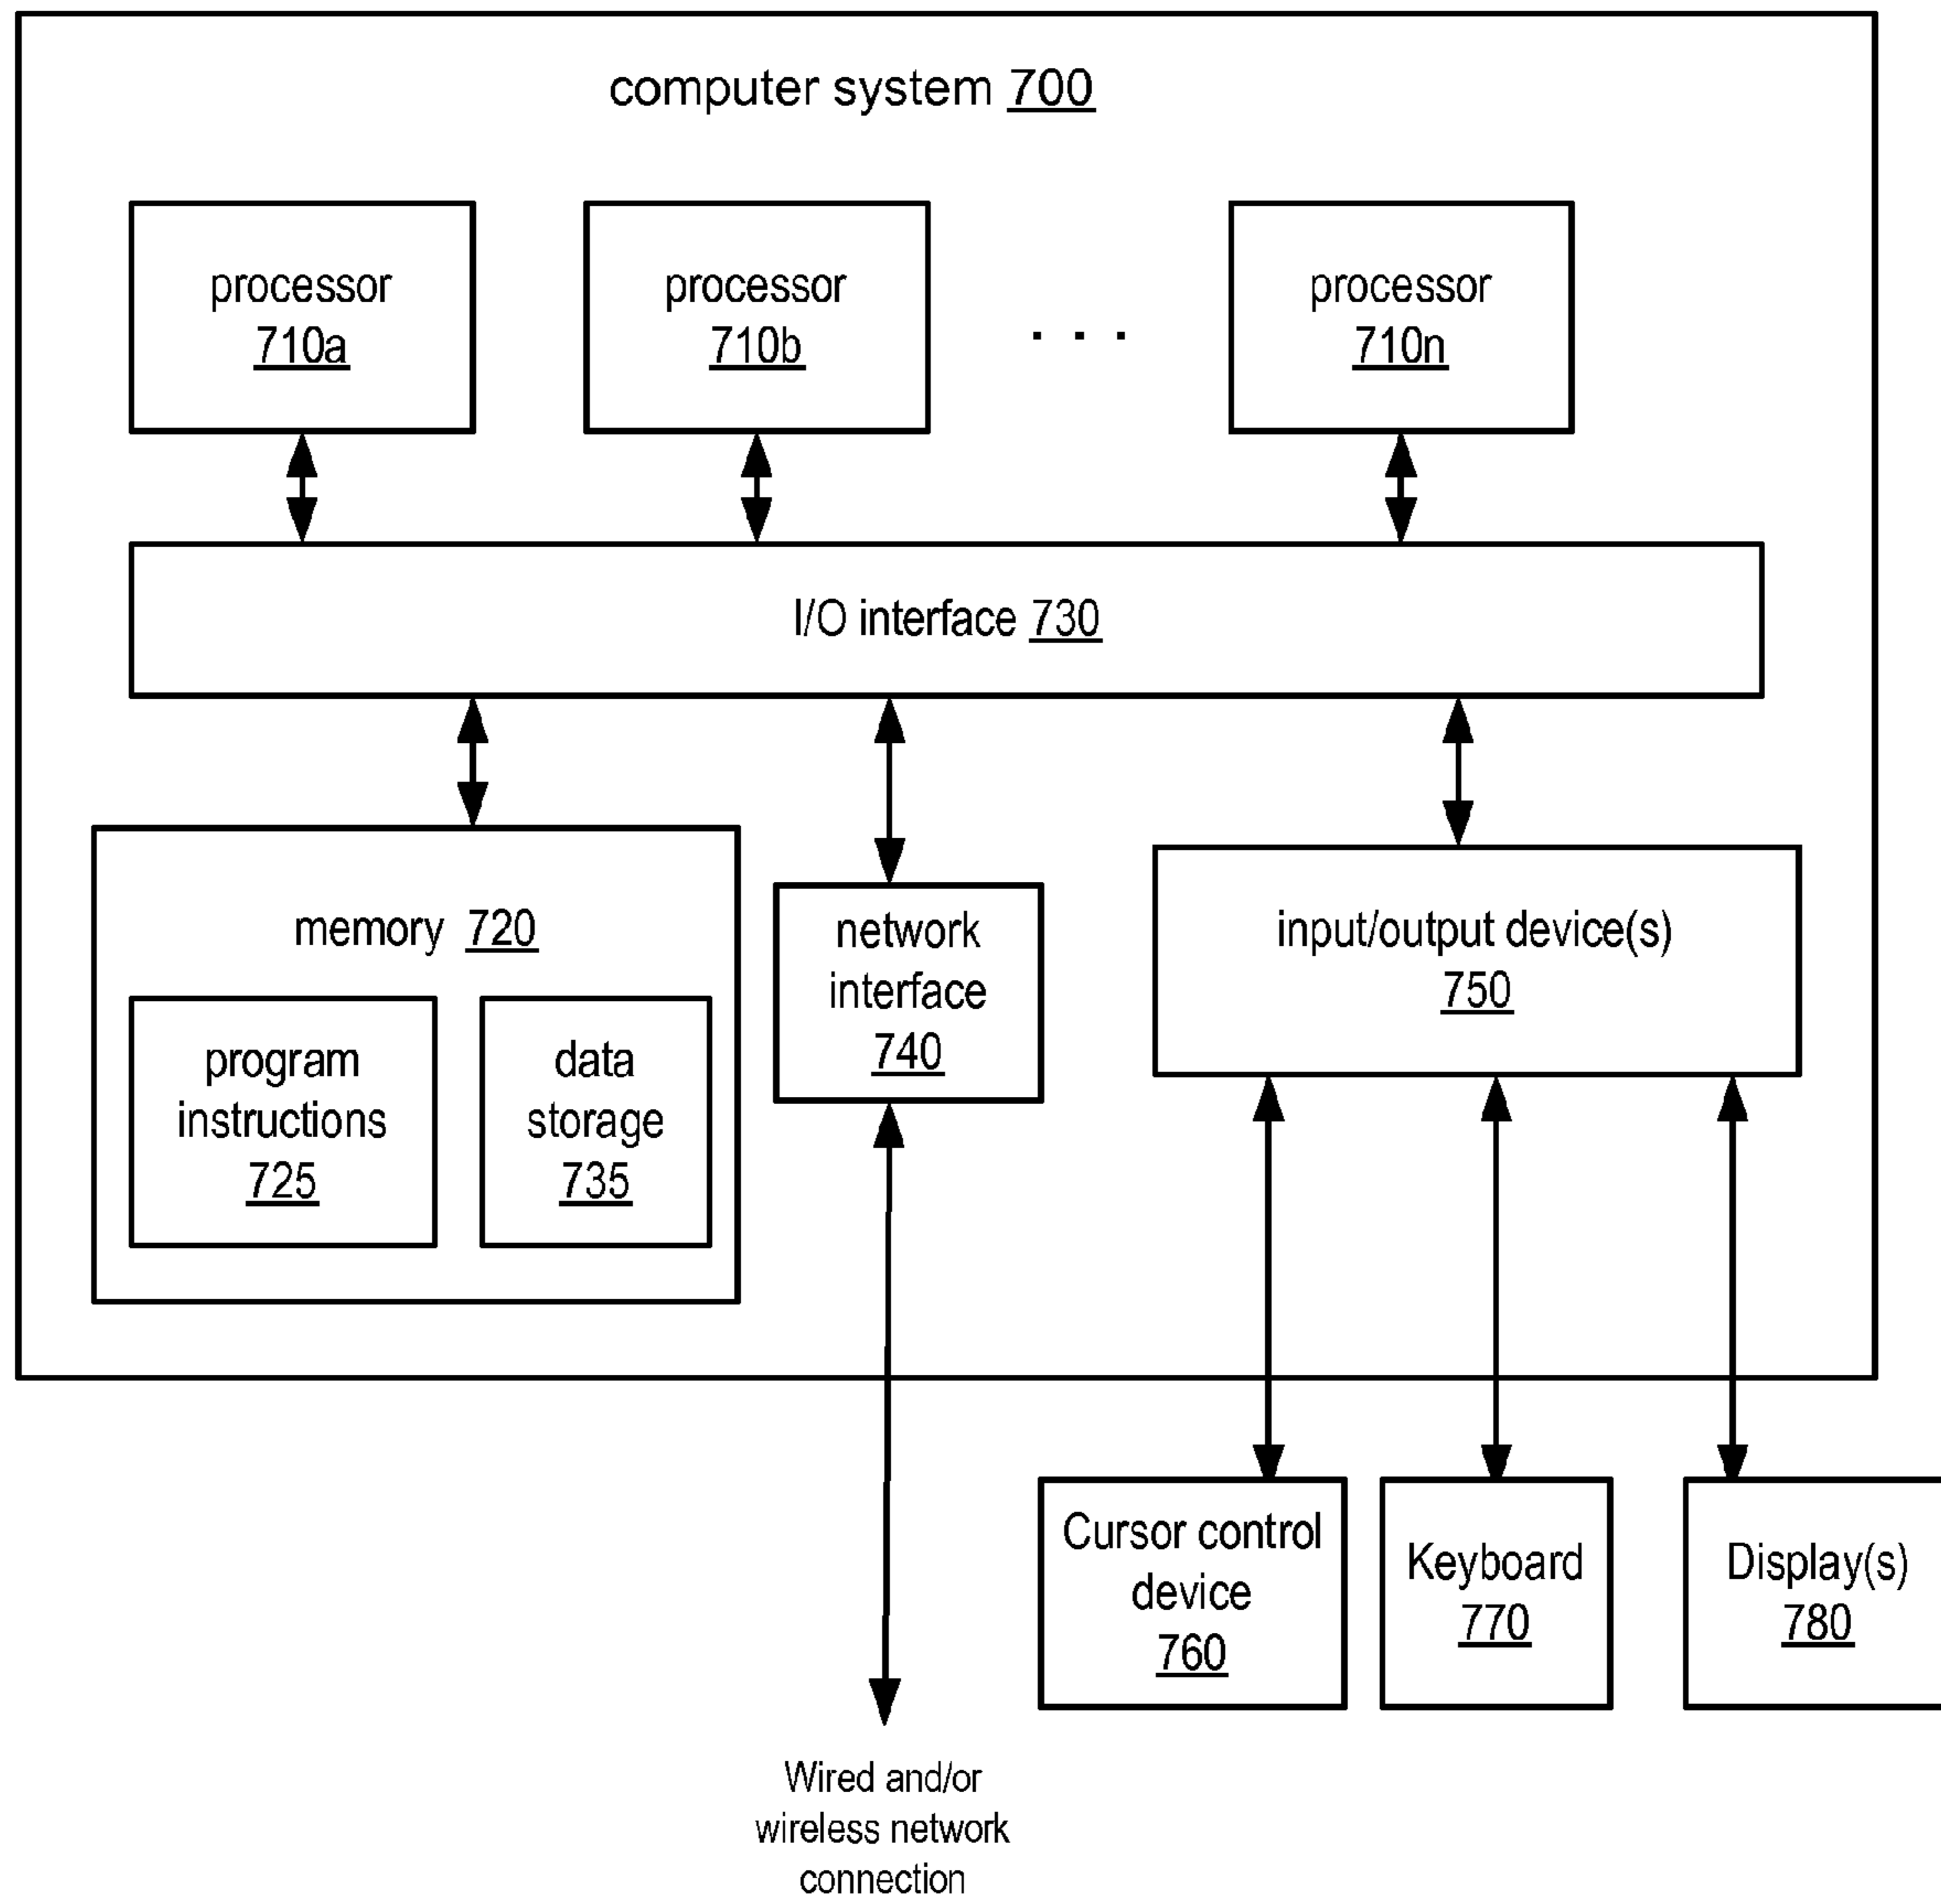 computer system 700
processor
710a
processor
710b
. . .
processor
710n
I/O interface 730
memory 720
program
instructions
725
data
storage
735
network
interface
740
input/output device(s)
750
Cursor control
device
760
Keyboard
770
Display(s)
780
Wired and/or
wireless network
connection